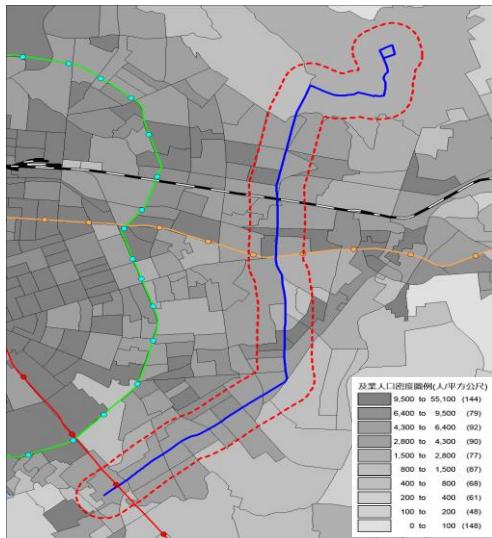 及業人口密度圖例(人/平方公尺)
9,500 to 55,100 (144)
6,400 to 9,500 (79)
4,300 to 6,400 (92)
2,800 to 4,300 (90)
1,500 to 2,800 (77)
800 to 1,500 (87)
400 to 800 (68)
200 to 400 (61)
100 to 200 (48)
0 to 100 (148)